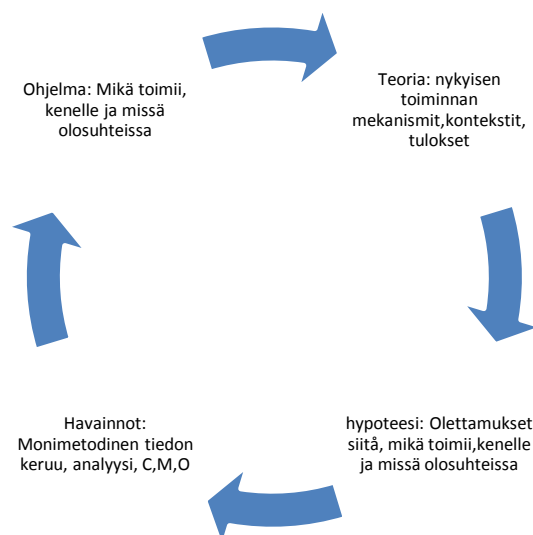 Ohjelma: Mikä toimii,
kenelle ja missä
olosuhteissa
Teoria: nykyisen
toiminnan
mekanismit,kontekstit,
tulokset
hypoteesi: Olettamukset
siitå, mikä toimii,kenelle
ja missä olosuhteissa
Havainnot:
Monimetodinen tiedon
keruu, analyysi, C,M,O